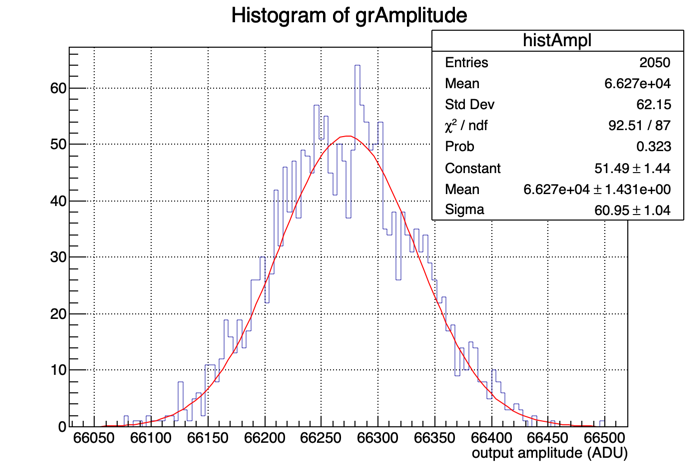 Histogram of grAmplitude
histAmpl
Entries 2050
Mean 6.627e+04
Std Dev 62.15
χ² / ndf 92.51 / 87
Prob 0.323
Constant 51.49 ± 1.44
Mean 6.627e+04 ± 1.431e+00
Sigma 60.95 ± 1.04
60
50
40
30
20
10
0
66050 66100 66150 66200 66250 66300 66350 66400 66450 66500
output amplitude (ADU)